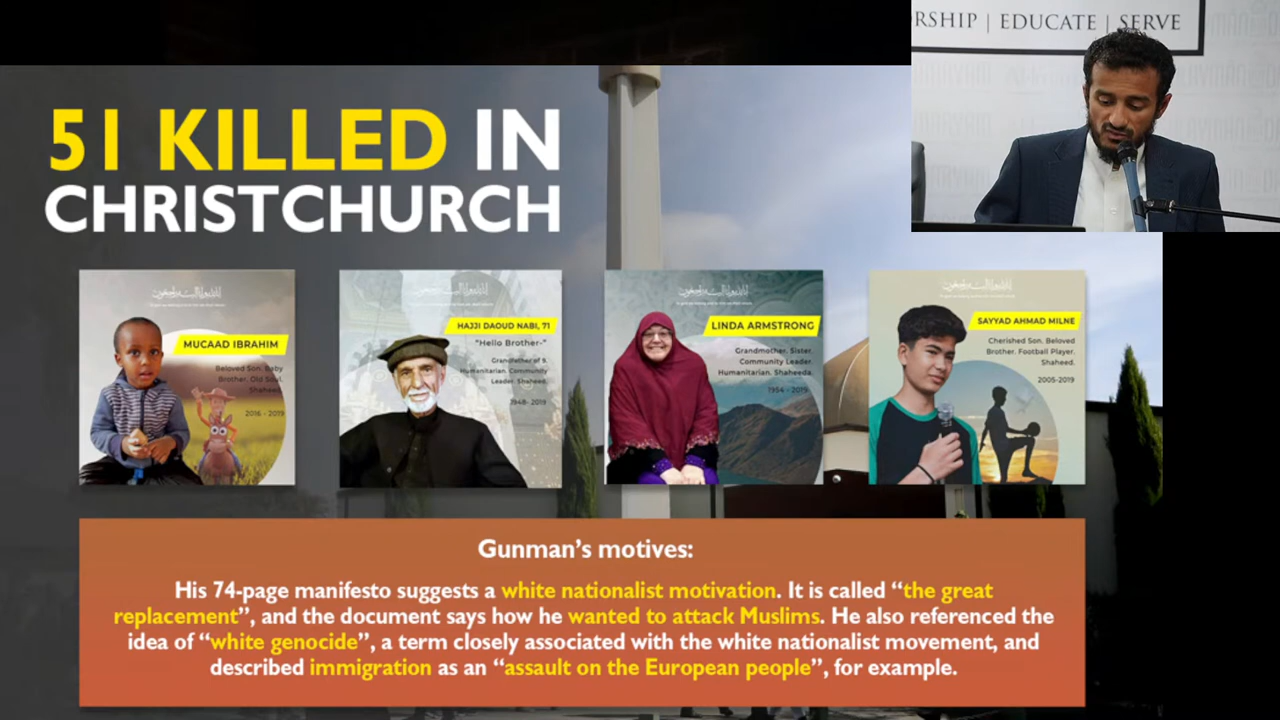 RSHIP | EDUCATE | SERVE
51 KILLED IN
CHRISTCHURCH
MUCAAD IBRAHIM
Beloved Son. Baby
Brother. Old Soul.
Shaheed.
2016 - 2019
HAJJI DAOUD NABI, 71
"Hello Brother-"
Grandfather of 9.
Humanitarian. Community
Leader. Shaheed.
1948- 2019
LINDA ARMSTRONG
Grandmother. Sister.
Community Leader.
Humanitarian. Shaheeda.
1954 - 2019
SAYYAD AHMAD MILNE
Cherished Son. Beloved
Brother. Football Player.
Shaheed.
2005-2019
Gunman's motives:
His 74-page manifesto suggests a white nationalist motivation. It is called “the great
replacement”, and the document says how he wanted to attack Muslims. He also referenced the
idea of “white genocide”, a term closely associated with the white nationalist movement, and
described immigration as an “assault on the European people”, for example.